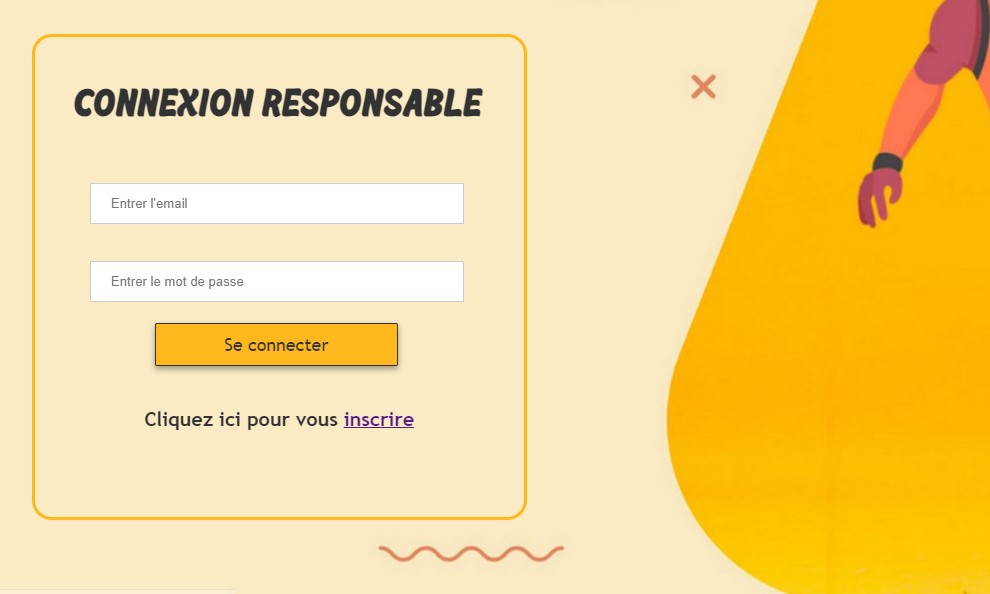 CONNEXION RESPONSABLE
Entrer l'email
Entrer le mot de passe
Se connecter
Cliquez ici pour vous inscrire